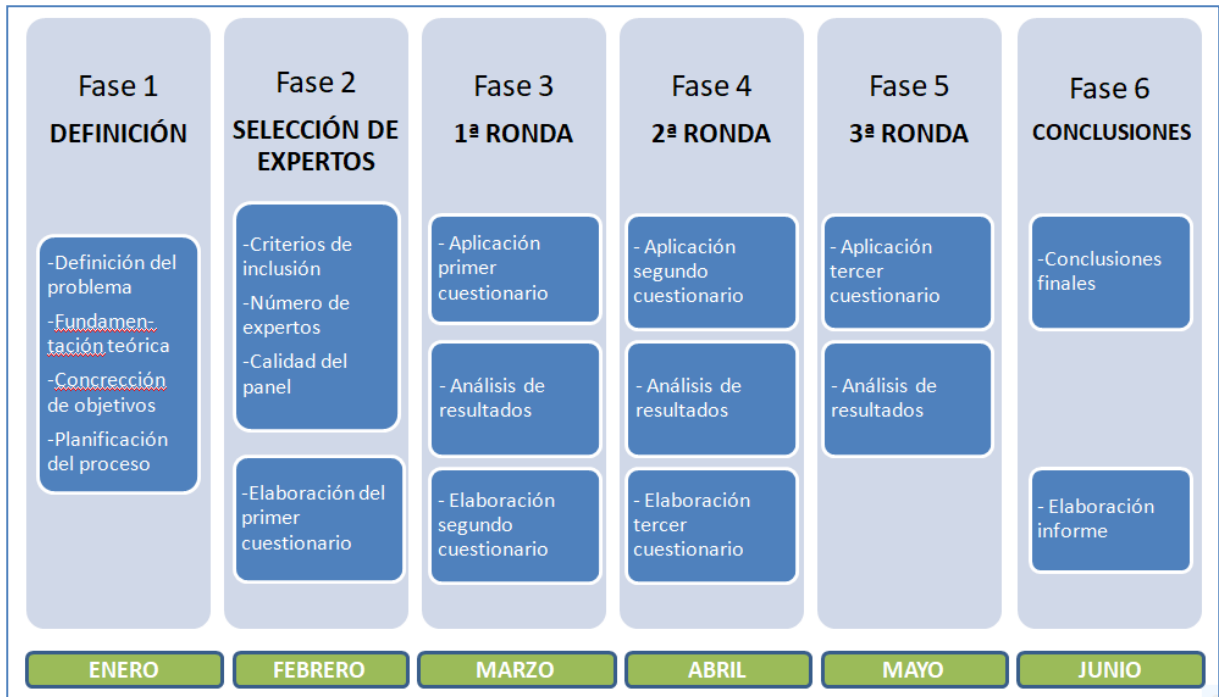 Fase 1
DEFINICIÓN
-Definición del
problema
-Fundamen-
tación teórica
-Concrección
de objetivos
-Planificación
del proceso
Fase 2
SELECCIÓN DE
EXPERTOS
-Criterios de
inclusión
-Número de
expertos
-Calidad del
panel
-Elaboración del
primer
cuestionario
Fase 3
1ª RONDA
- Aplicación
primer
cuestionario
- Análisis de
resultados
- Elaboración
segundo
cuestionario
Fase 4
2ª RONDA
- Aplicación
segundo
cuestionario
- Análisis de
resultados
- Elaboración
tercer
cuestionario
Fase 5
3ª RONDA
- Aplicación
tercer
cuestionario
- Análisis de
resultados
Fase 6
CONCLUSIONES
-Conclusiones
finales
- Elaboración
informe
ENERO
FEBRERO
MARZO
ABRIL
MAYO
JUNIO